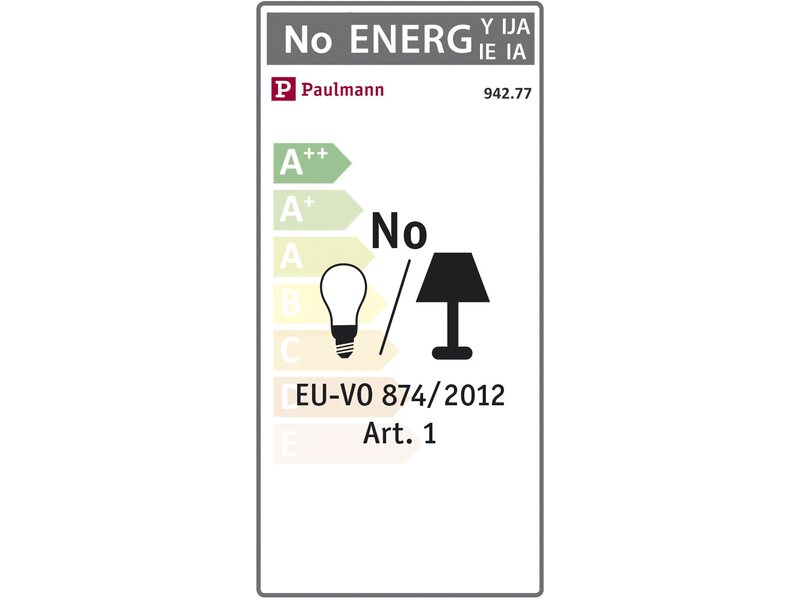 No ENERG Y IJA
IE IA
P Paulmann 942.77
A++
A+
No
A
B
C
EU-VO 874/2012
D
Art. 1
E